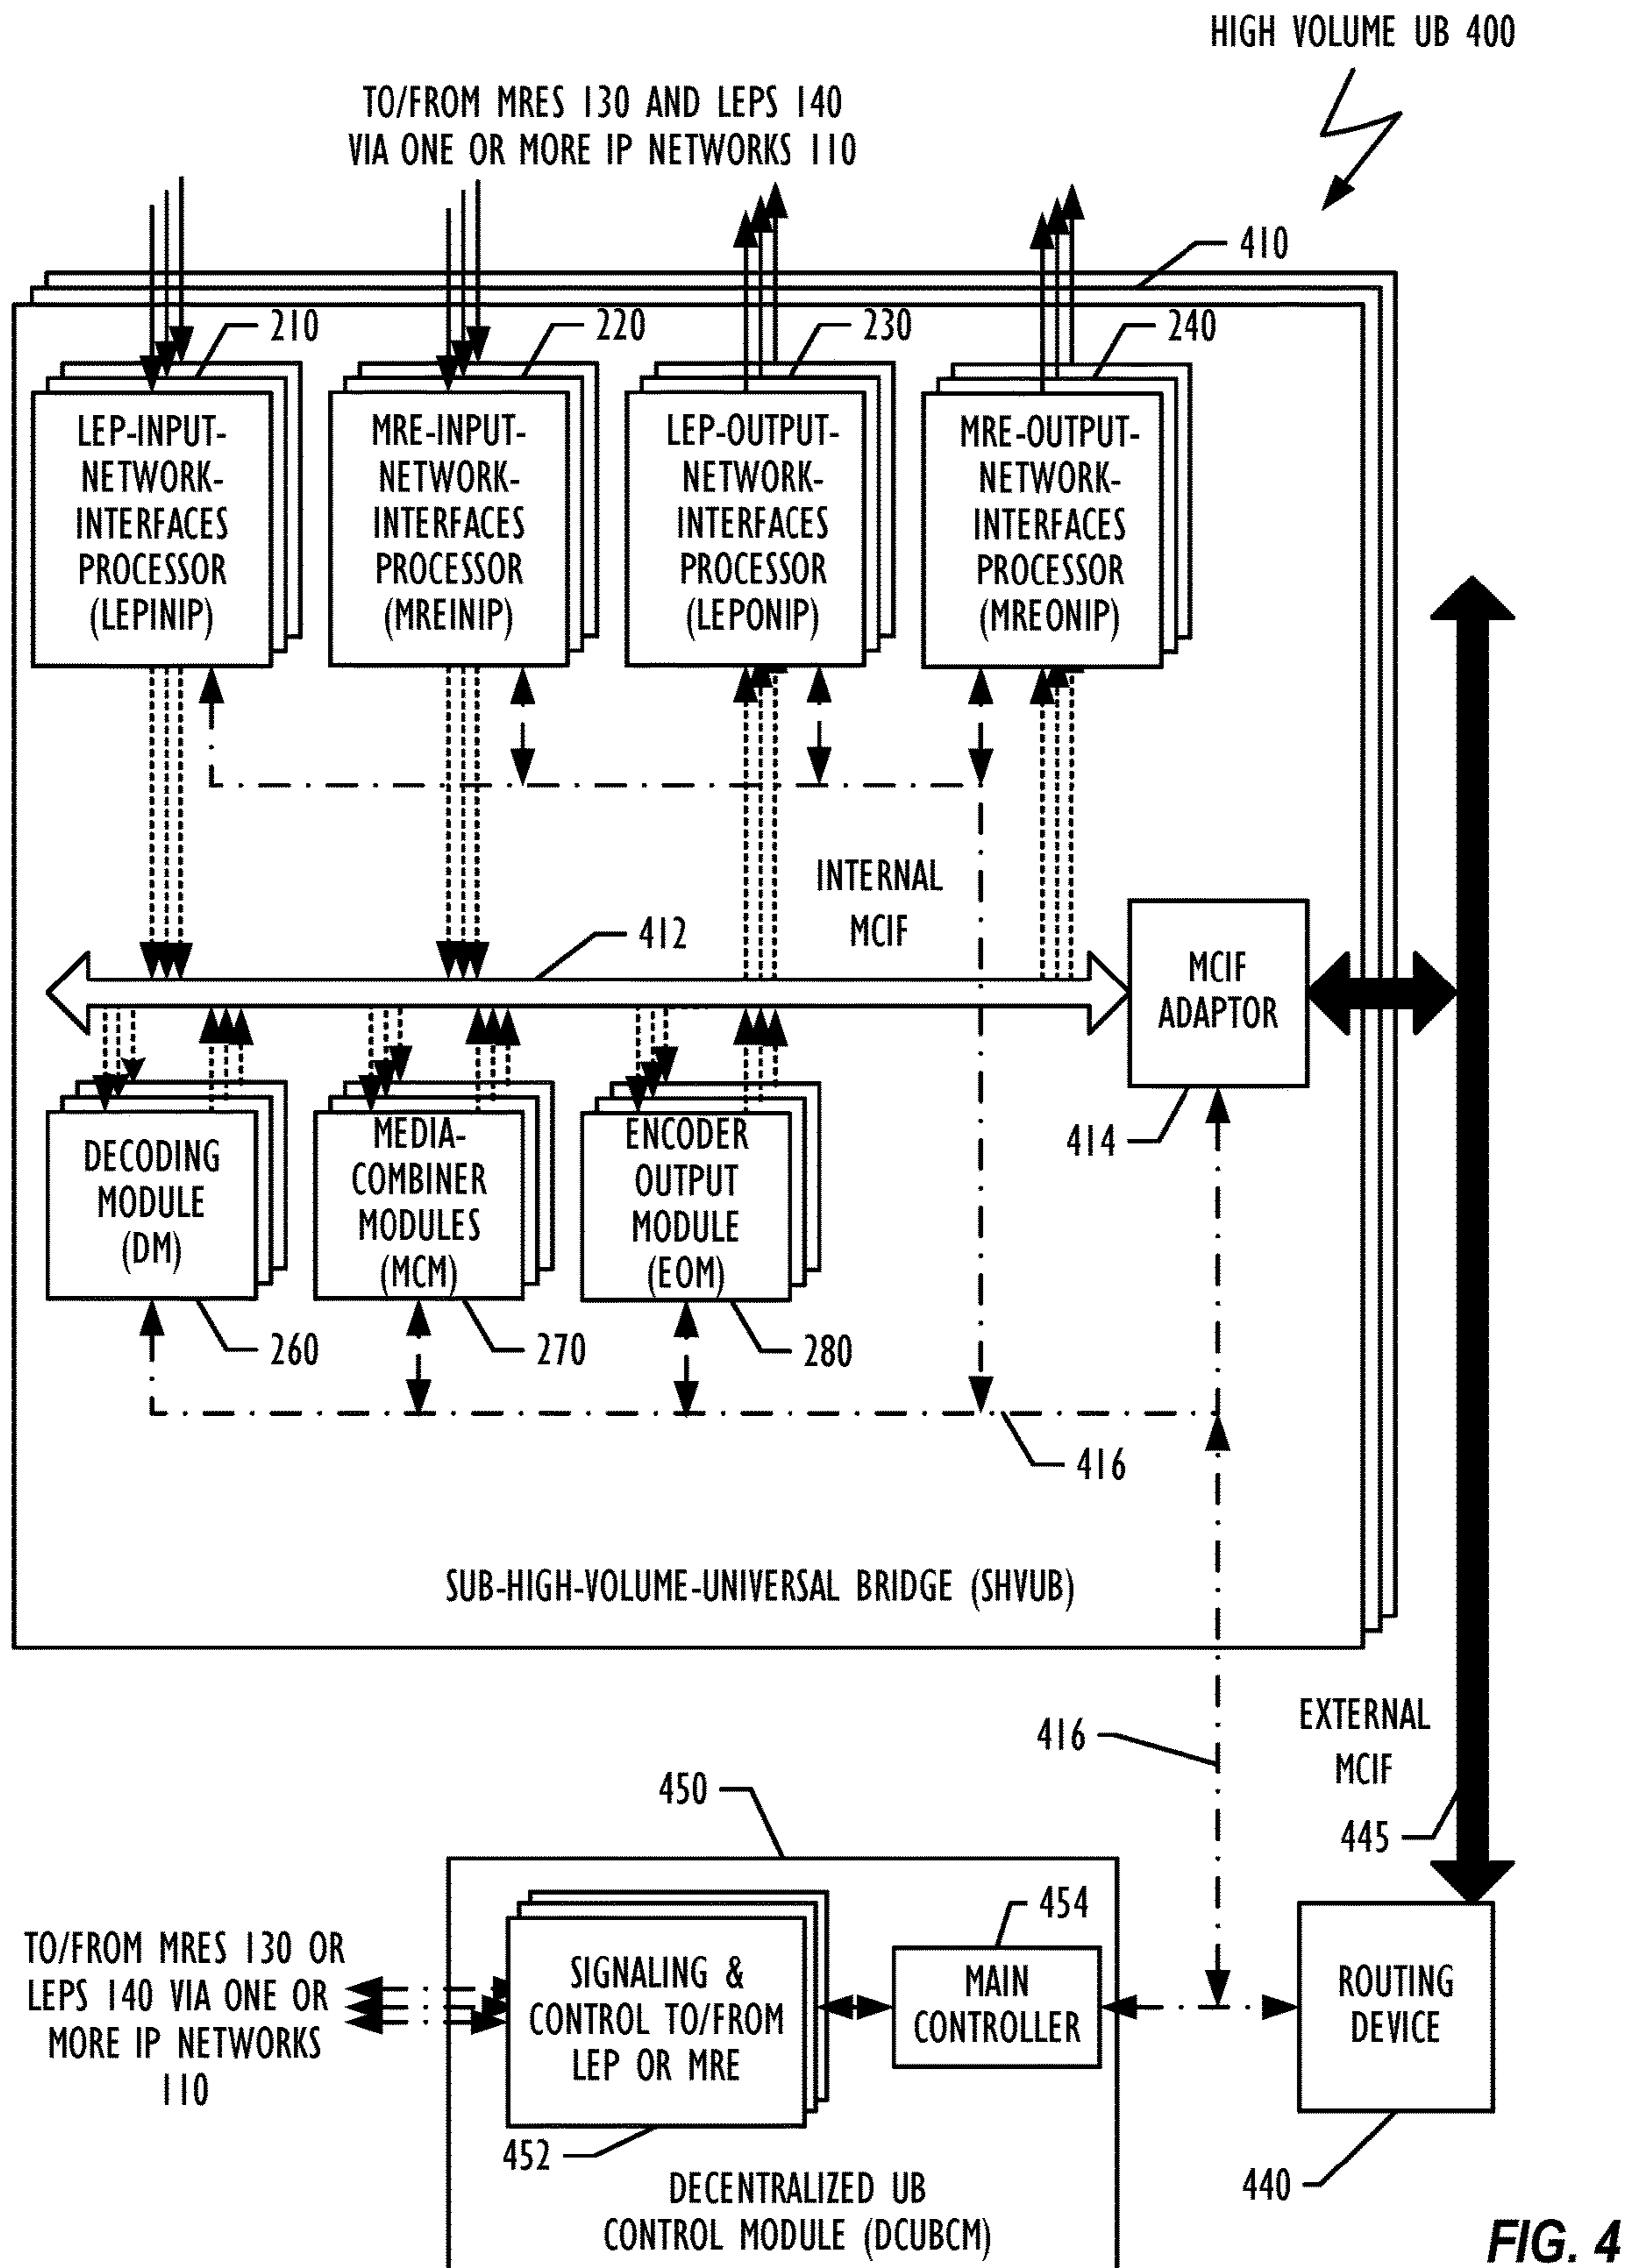 HIGH VOLUME UB 400
TO/FROM MRES 130 AND LEPS 140
VIA ONE OR MORE IP NETWORKS 110
410
210
220
230
240
LEP-INPUT-
NETWORK-
INTERFACES
PROCESSOR
(LEPINIP)
MRE-INPUT-
NETWORK-
INTERFACES
PROCESSOR
(MREINIP)
LEP-OUTPUT-
NETWORK-
INTERFACES
PROCESSOR
(LEPONIP)
MRE-OUTPUT-
NETWORK-
INTERFACES
PROCESSOR
(MREONIP)
INTERNAL
MCIF
412
MCIF
ADAPTOR
414
DECODING
MODULE
(DM)
MEDIA-
COMBINER
MODULES
(MCM)
ENCODER
OUTPUT
MODULE
(EOM)
260
270
280
416
SUB-HIGH-VOLUME-UNIVERSAL BRIDGE (SHVUB)
416
EXTERNAL
MCIF
445
450
454
TO/FROM MRES 130 OR
LEPS 140 VIA ONE OR
MORE IP NETWORKS
110
SIGNALING &
CONTROL TO/FROM
LEP OR MRE
MAIN
CONTROLLER
ROUTING
DEVICE
452
440
DECENTRALIZED UB
CONTROL MODULE (DCUBCM)
FIG. 4